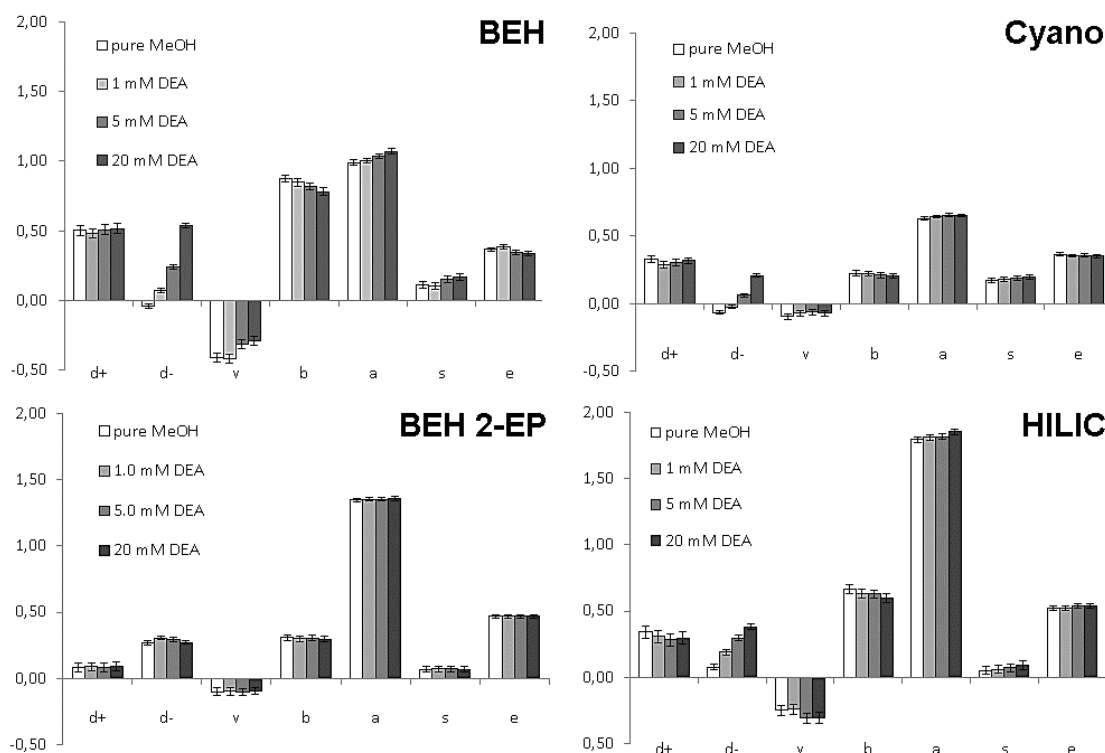 2,00
BEH
pure MeOH
1,50
1 mM DEA
5 mM DEA
1,00
20 mM DEA
0,50
0,00
-0,50
d+ d- v b a s e
2,00
Cyano
pure MeOH
1,50
1 mM DEA
5 mM DEA
1,00
20 mM DEA
0,50
0,00
-0,50
d+ d- v b a s e
2,00
BEH 2-EP
pure MeOH
1,50
1.0 mM DEA
5.0 mM DEA
1,00
20 mM DEA
0,50
0,00
-0,50
d+ d- v b a s e
2,00
HILIC
pure MeOH
1,50
1 mM DEA
5 mM DEA
1,00
20 mM DEA
0,50
0,00
0,50
d+ d- v b a s e